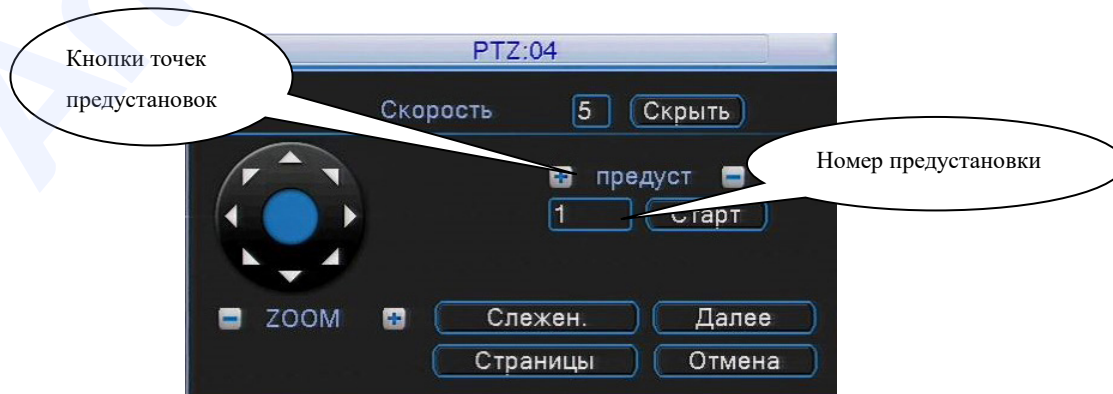 Кнопки точек
предустановок
PTZ:04
Скорость 5 Скрыть
+ предуст -
Номер предустановки
1 Старт
- ZOOM + Слежен. Далее
Страницы Отмена